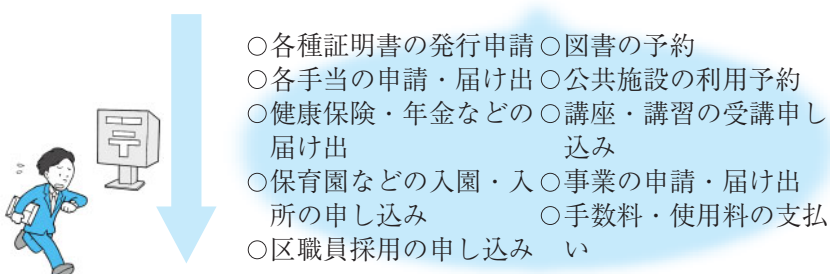 ○各種証明書の発行申請
○各手当の申請・届け出
○健康保険・年金などの
届け出
○保育園などの入園・入
所の申し込み
○区職員採用の申し込み
○図書の予約
○公共施設の利用予約
○講座・講習の受講申し
込み
○事業の申請・届け出
○手数料・使用料の支払
い
〒